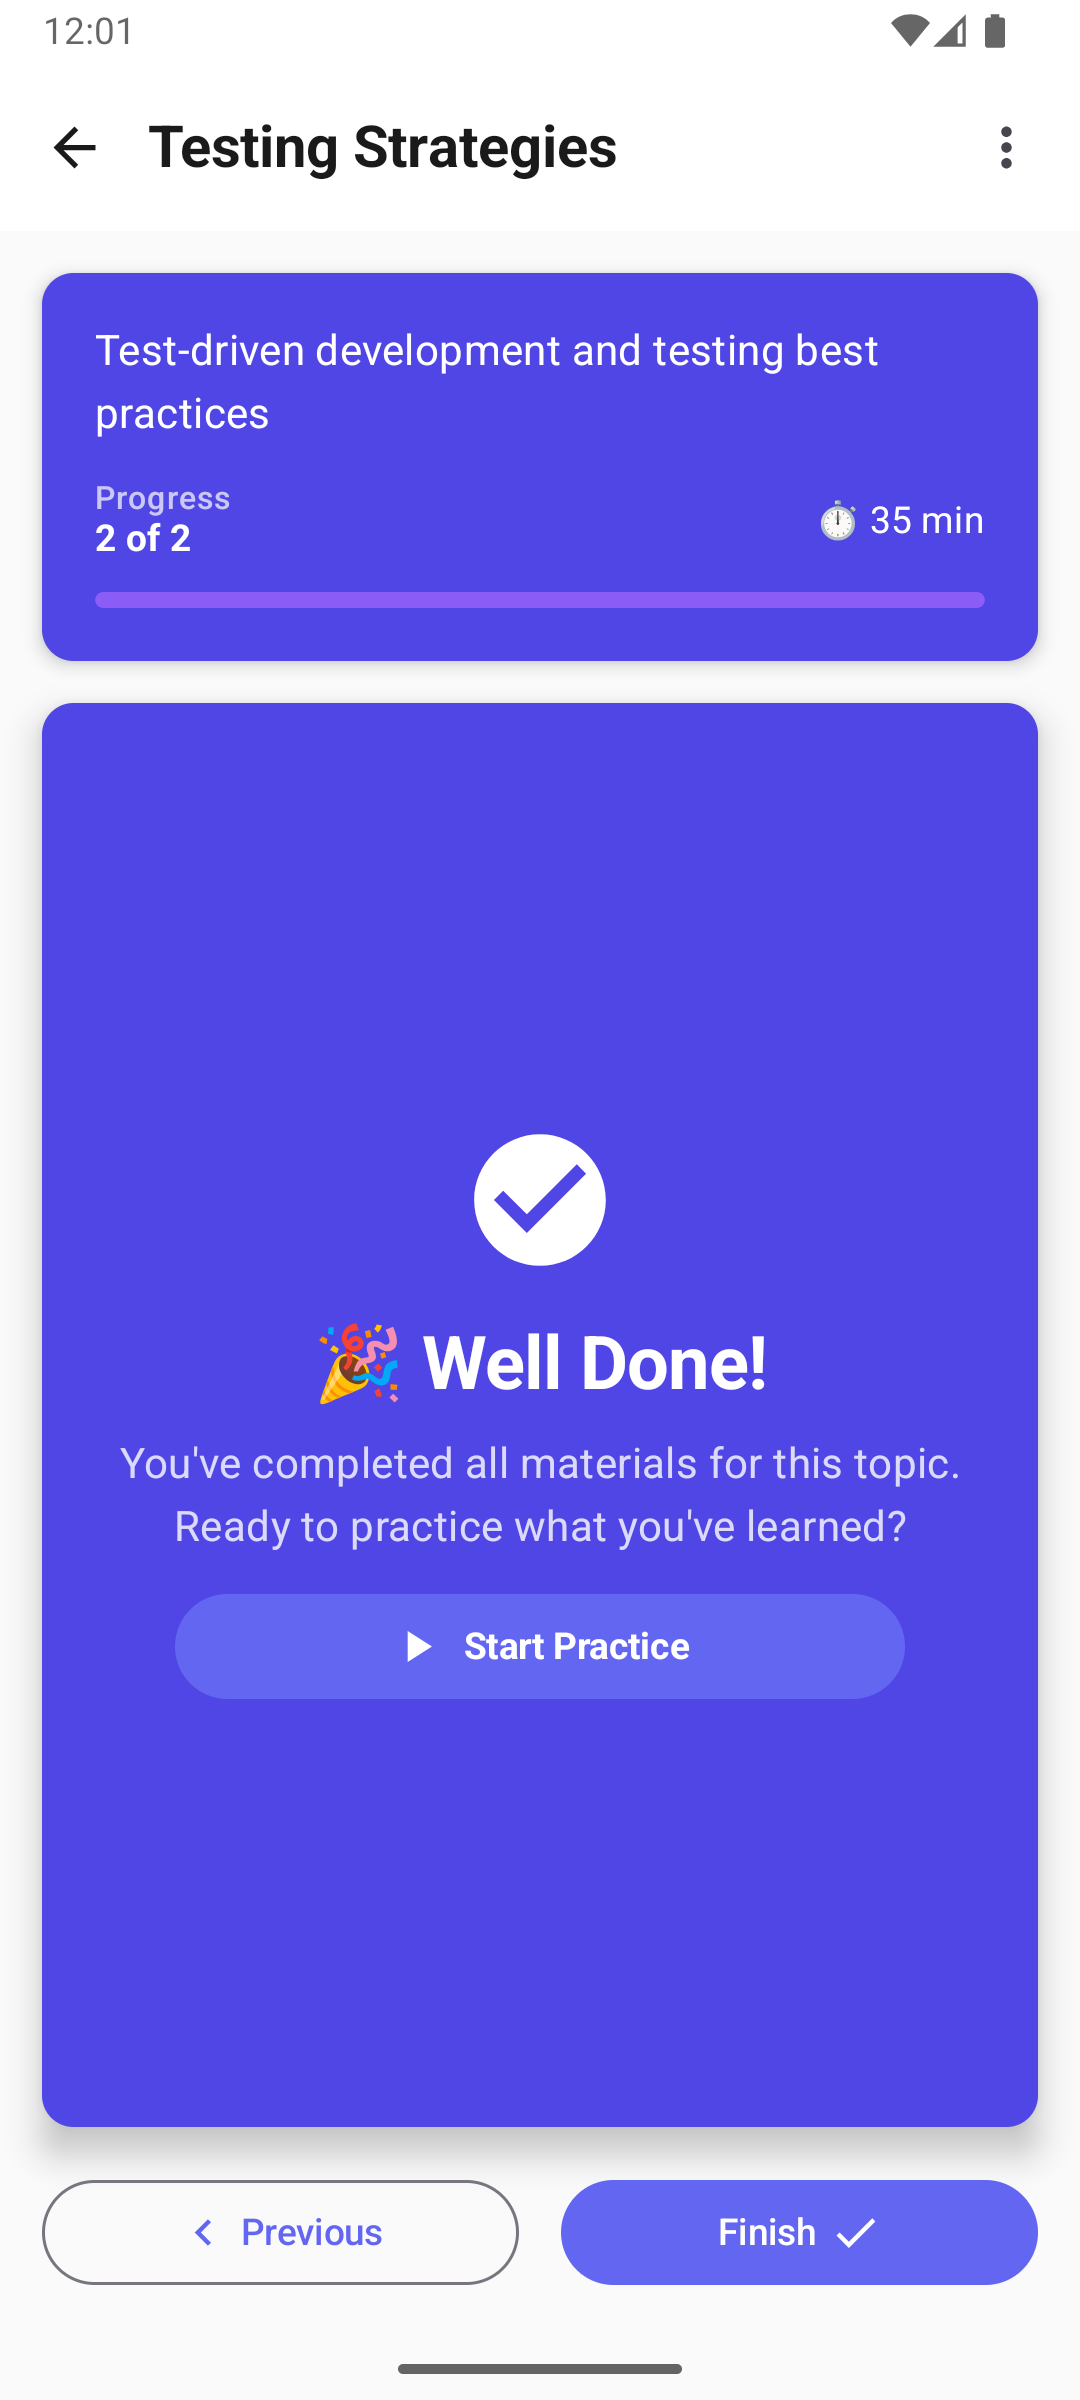 12:01
Testing Strategies
Test-driven development and testing best
practices
Progress
2 of 2
35 min
Well Done!
You've completed all materials for this topic.
Ready to practice what you've learned?
Start Practice
Previous
Finish